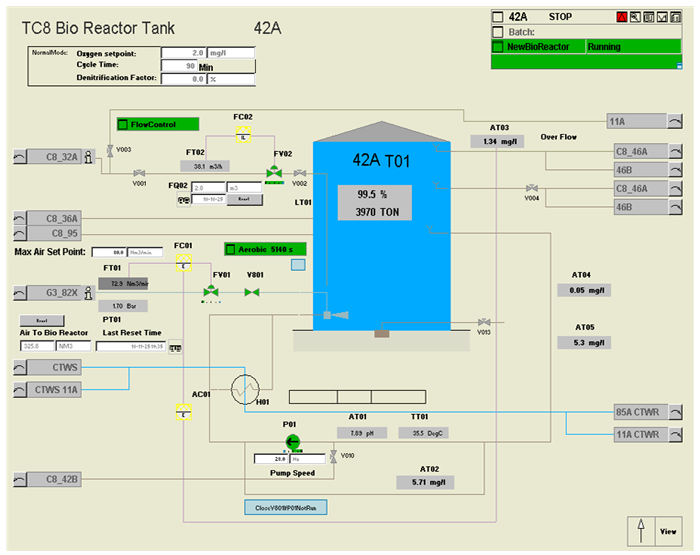 TC8 Bio Reactor Tank 42A
42A STOP
Batch:
NewBioReactor Running
NormalMode: Oxygen setpoint: 2.0 mg/l
Cycle Time: 90 Min
Denitrification Factor: 0.0 %
FlowControl
FC02
11A
AT03
1.34 mg/l
Over Flow
C8_32A
V003
FT02
38.1 m3/h
FV02
V001
V002
C8_46A
46B
42A T01
99.5 %
3970 TON
FQ02 2.0 m3
Reset
LT01
V004
C8_46A
46B
C8_36A
C8_95
Max Air Set Point: Nm3/min
FC01
Aerobic 5140 s
FT01
72.9 Nm3/min
FV01
V801
G3_82X
1.70 Bar
PT01
AT04
0.05 mg/l
Reset
Air To Bio Reactor
325.0 NM3
Last Reset Time
V013
AT05
5.3 mg/l
CTWS
CTWS 11A
AC01
H01
85A CTWR
11A CTWR
P01
AT01
7.89 pH
TT01
35.5 DegC
V010
Pump Speed
AT02
5.71 mg/l
C8_42B
CloseV801WP01NotRun
View